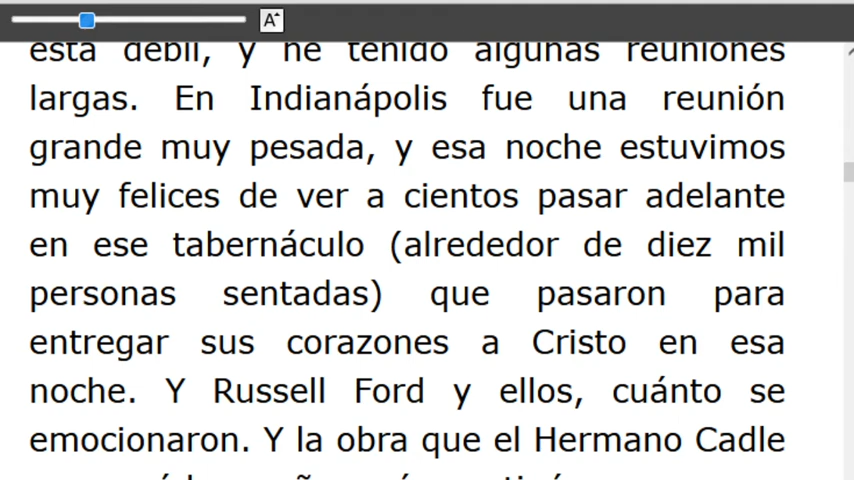 A
está débil, y he tenido algunas reuniones
largas. En Indianápolis fue una reunión
grande muy pesada, y esa noche estuvimos
muy felices de ver a cientos pasar adelante
en ese tabernáculo (alrededor de diez mil
personas sentadas) que pasaron para
entregar sus corazones a Cristo en esa
noche. Y Russell Ford y ellos, cuánto se
emocionaron. Y la obra que el Hermano Cadle